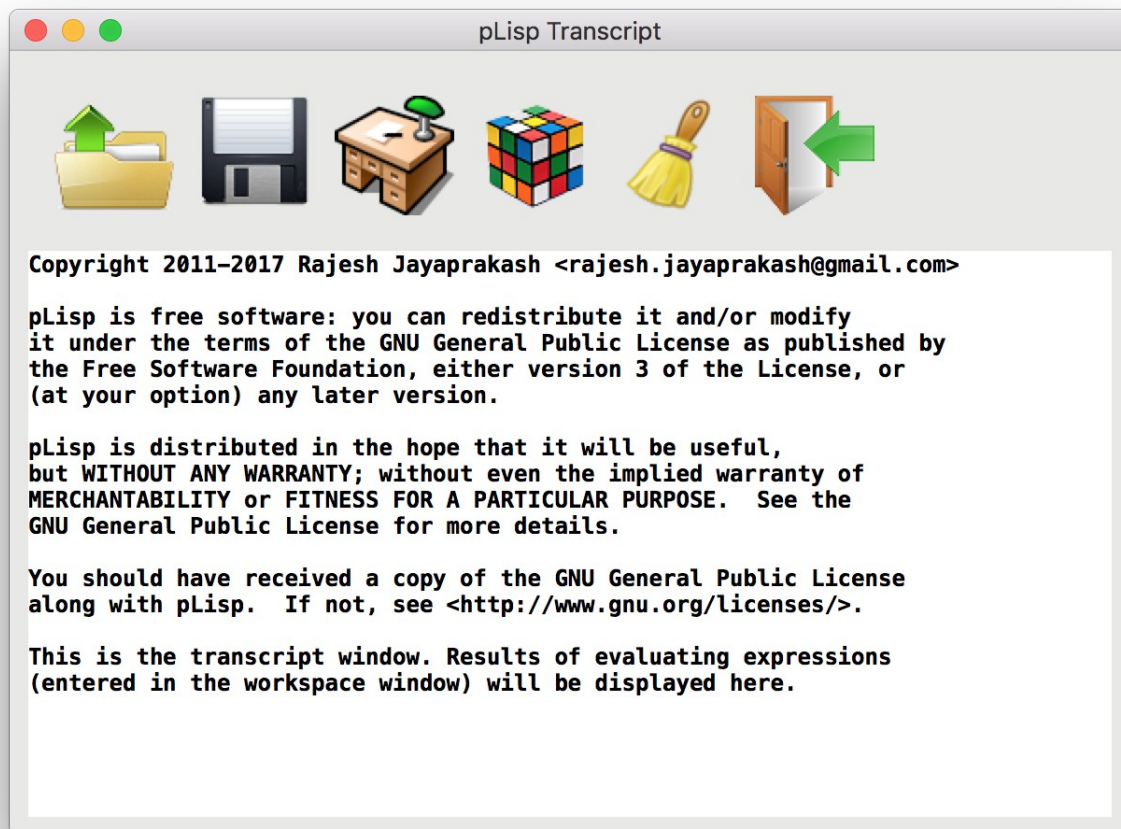 pLisp Transcript
Copyright 2011–2017 Rajesh Jayaprakash <rajesh.jayaprakash@gmail.com>
pLisp is free software: you can redistribute it and/or modify
it under the terms of the GNU General Public License as published by
the Free Software Foundation, either version 3 of the License, or
(at your option) any later version.
pLisp is distributed in the hope that it will be useful,
but WITHOUT ANY WARRANTY; without even the implied warranty of
MERCHANTABILITY or FITNESS FOR A PARTICULAR PURPOSE.  See the
GNU General Public License for more details.
You should have received a copy of the GNU General Public License
along with pLisp.  If not, see <http://www.gnu.org/licenses/>.
This is the transcript window. Results of evaluating expressions
(entered in the workspace window) will be displayed here.